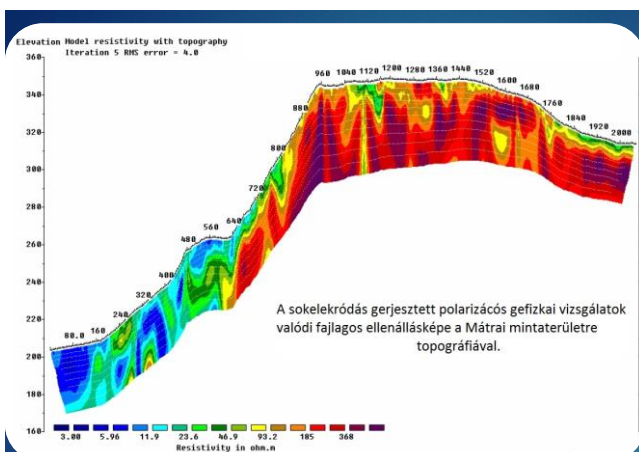 Elevation Model resistivity with topography
Iteration 5 RMS error = 4.0
360
340
320
300
280
260
240
220
200
180
160
80.0 160 240 320 400 480 560 640 720 800 880 960 1040 1120 1200 1280 1360 1440 1520 1600 1680 1760 1840 1920 2000
A sokelekródás gerjesztett polarizácós gefizkai vizsgálatok
valódi fajlagos ellenállásképe a Mátrai mintaterületre
topográfiával.
3.00 5.96 11.9 23.6 46.9 93.2 185 368
Resistivity in ohm.m